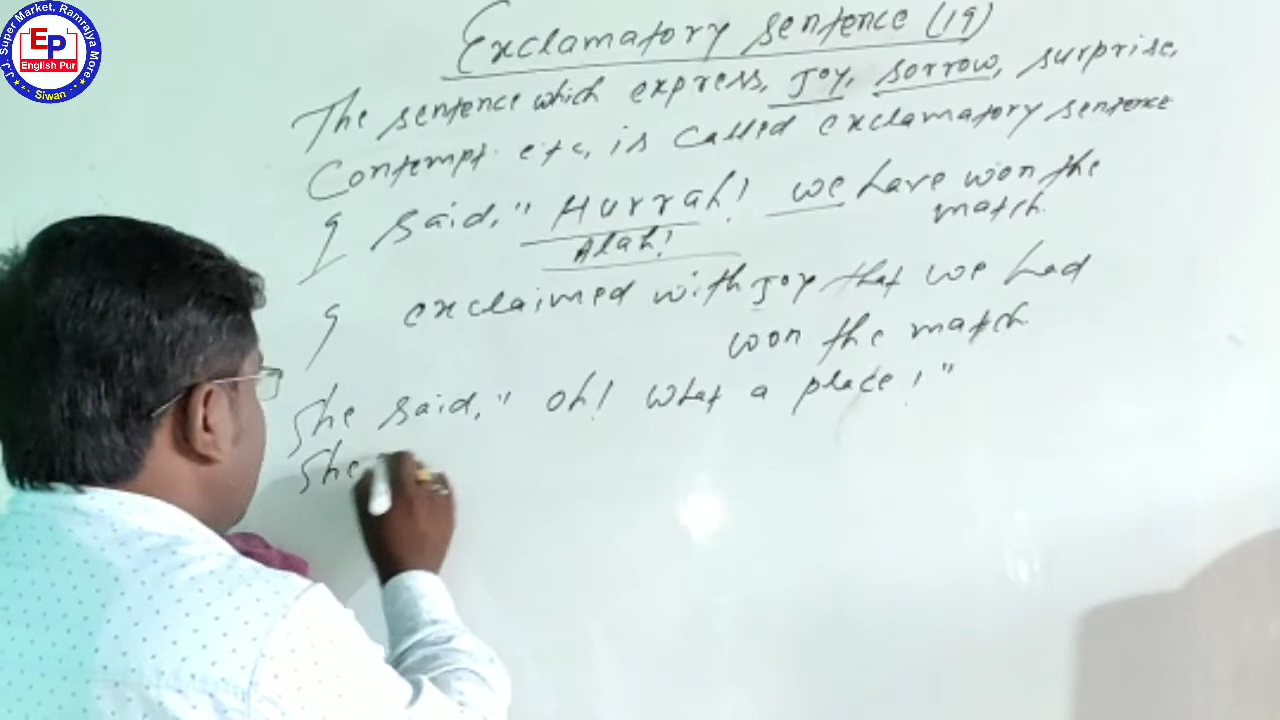 J.J. Super Market, Ramraiya More
EP
English Pur
Siwan
Exclamatory sentence (19)
The sentence which express, Joy, sorrow, surprise,
Contempt. etc, is called exclamatory sentence
I said, " Hurrah! we have won the
match.
Alah!
I exclaimed with Joy that we had
won the match.
She said, " oh! what a place! "
She